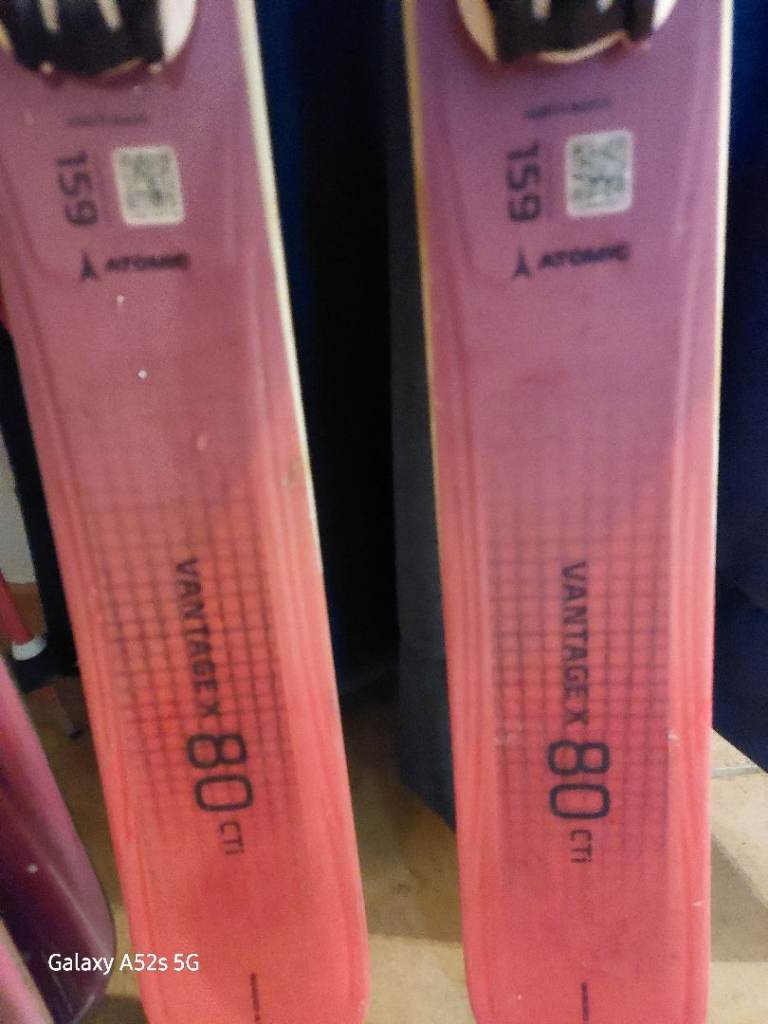 159
ATOMIC
VANTAGE X
80
CTi
159
ATOMIC
VANTAGE X
80
CTi
Galaxy A52s 5G